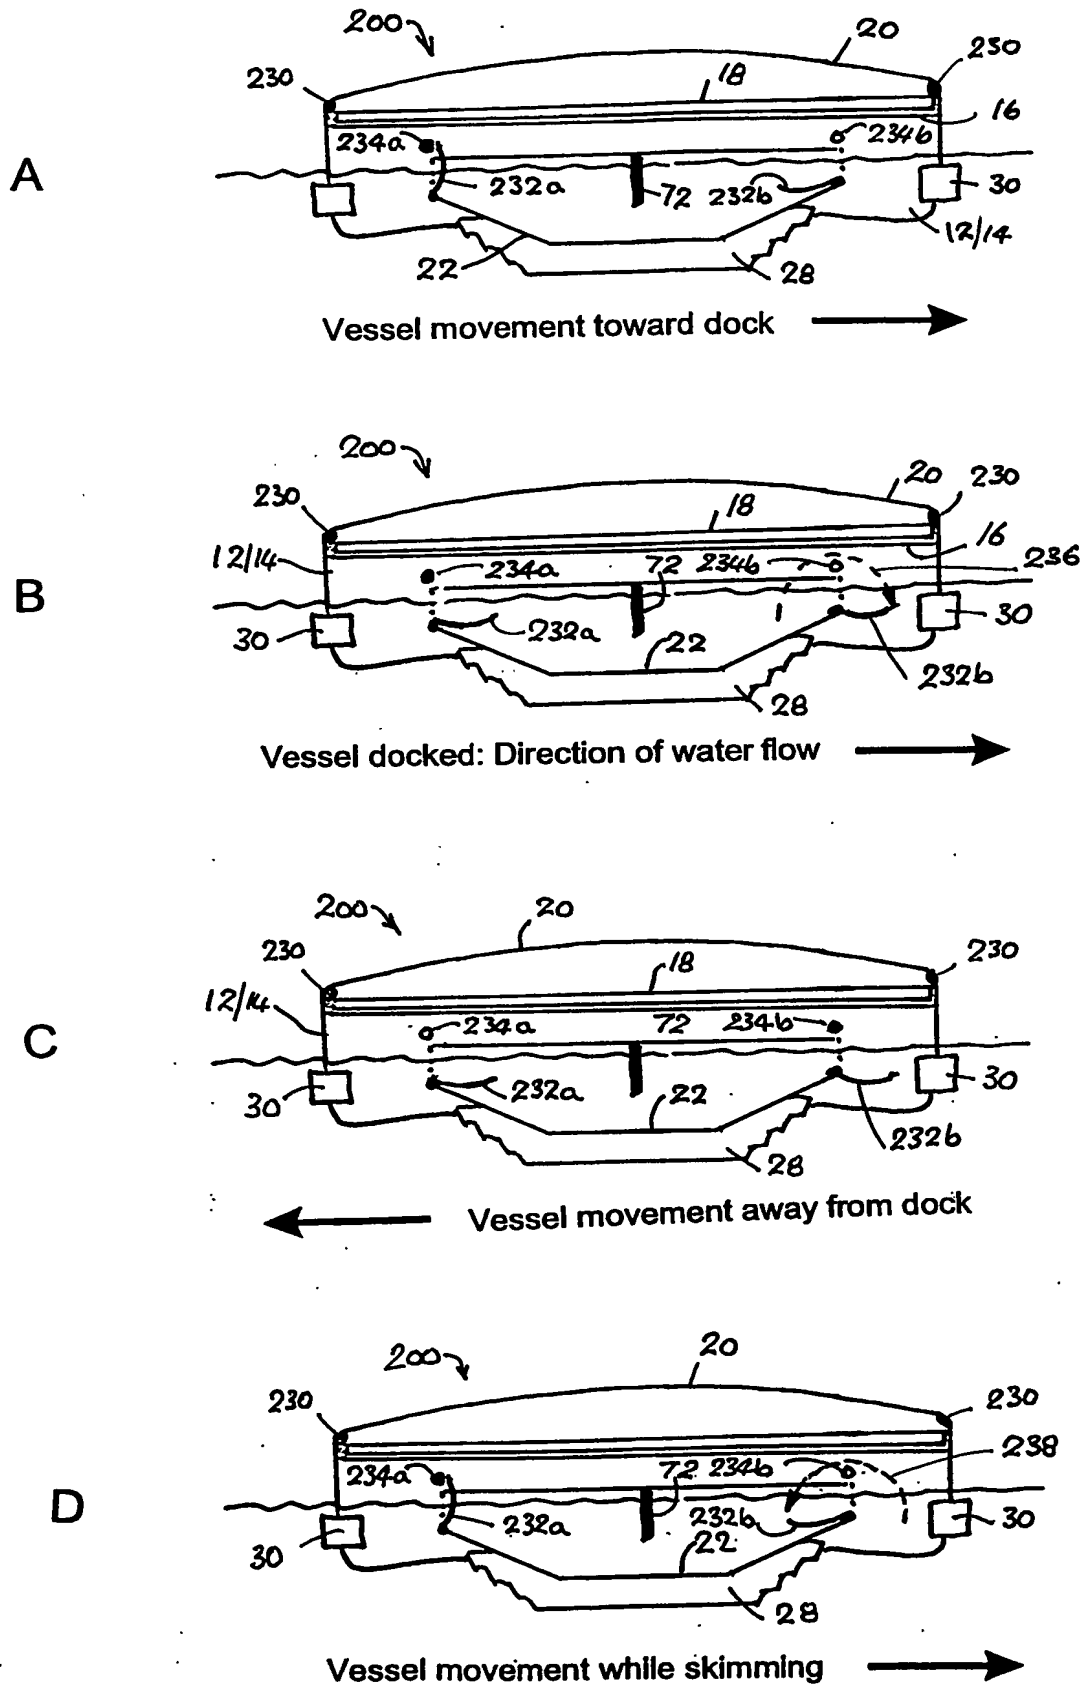 200 20
230 18 230
16
A 234a 234b
232a 72 232b 30
12/14
22 28
Vessel movement toward dock
200 20
230 18 230
12/14 16
B 234a 72 234b 236
30 232a 22 30
232b
28
Vessel docked: Direction of water flow
200 20
230 18 230
12/14
C 234a 72 234b
30 232a 22 30
232b
28
Vessel movement away from dock
200 20
230 230
238
234a 72 234b
D 232a 232b 30
30 22
28
Vessel movement while skimming